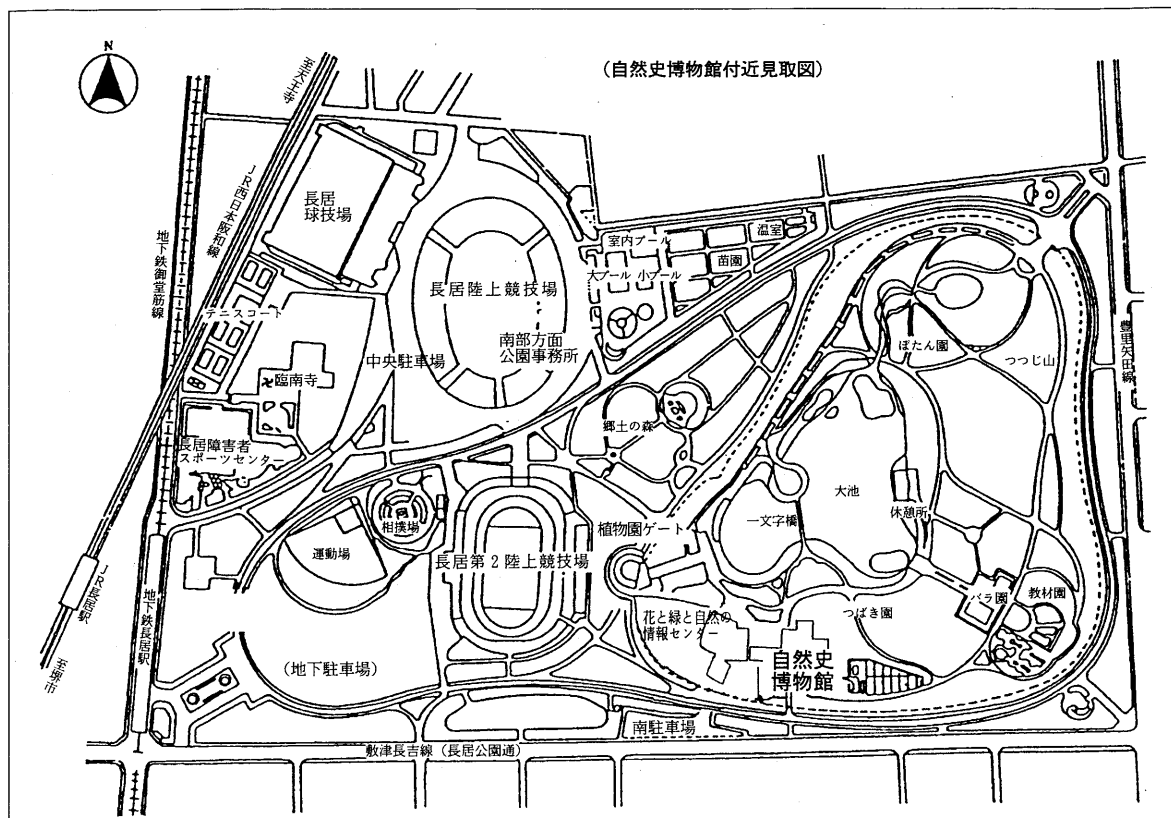 N
(自然史博物館付近見取図)
至天王寺
JR西日本阪和線
地下鉄御堂筋線
長居
球技場
室内プール
温室
苗園
大プール 小プール
長居陸上競技場
南部方面
公園事務所
テニスコート
中央駐車場
臨南寺
ぼたん園
つつじ山
豊里矢田線
郷土の森
長居障害者
スポーツセンター
大池
休憩所
一文字橋
植物園ゲート
相撲場
運動場
長居第2陸上競技場
バラ園
教材園
つばき園
花と緑と自然の
情報センター
自然史
博物館
JR長居駅
地下鉄長居駅
至堺市
(地下駐車場)
南駐車場
敷津長吉線(長居公園通)